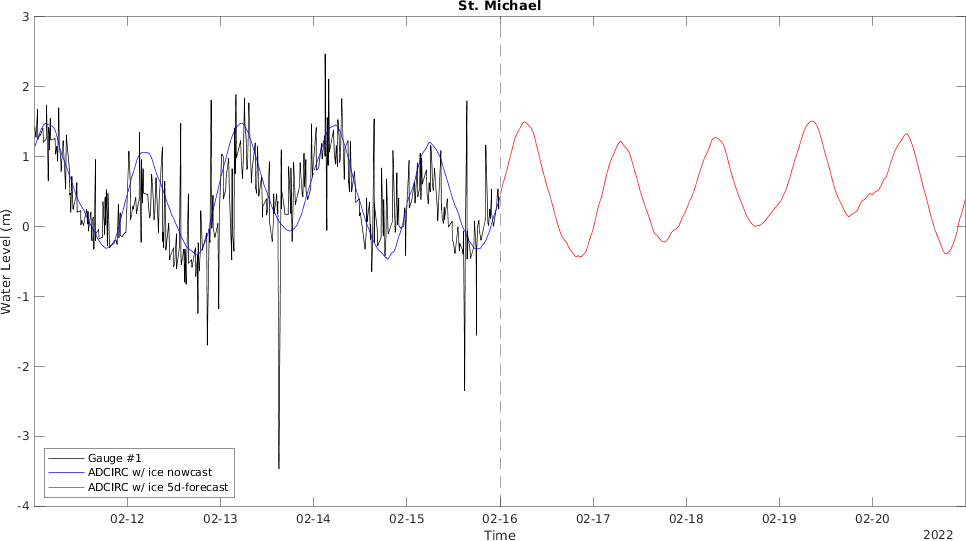 St. Michael
3
2
1
0
-1
-2
-3
-4
Water Level (m)
Gauge #1
ADCIRC w/ ice nowcast
ADCIRC w/ ice 5d-forecast
02-12 02-13 02-14 02-15 02-16 02-17 02-18 02-19 02-20
Time
2022